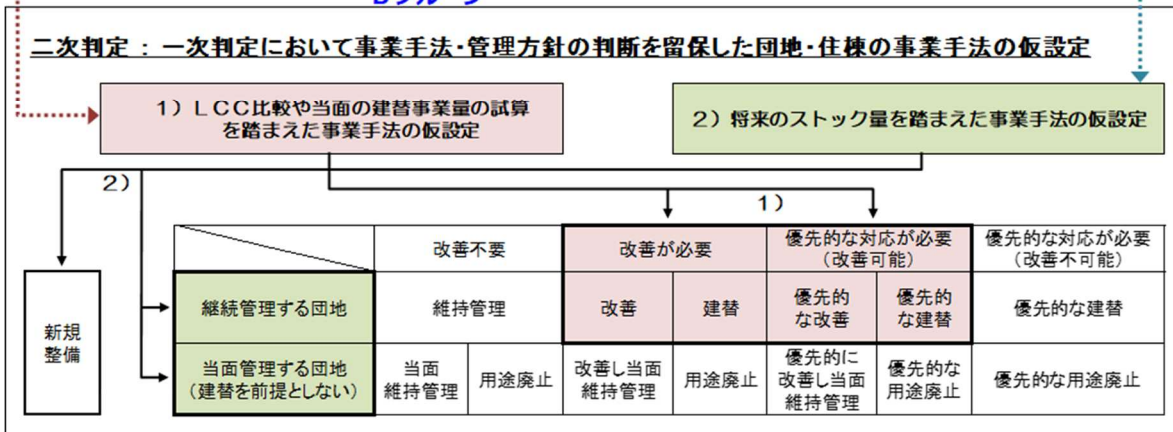 Bグループ
二次判定：一次判定において事業手法・管理方針の判断を留保した団地・住棟の事業手法の仮設定
1）ＬＣＣ比較や当面の建替事業量の試算
を踏まえた事業手法の仮設定
2）将来のストック量を踏まえた事業手法の仮設定
2）
1）
改善不要
改善が必要
優先的な対応が必要
（改善可能）
優先的な対応が必要
（改善不可能）
新規
整備
継続管理する団地
維持管理
改善
建替
優先的
な改善
優先的
な建替
優先的な建替
当面管理する団地
（建替を前提としない）
当面
維持管理
用途廃止
改善し当面
維持管理
用途廃止
優先的に
改善し当面
維持管理
優先的な
用途廃止
優先的な用途廃止